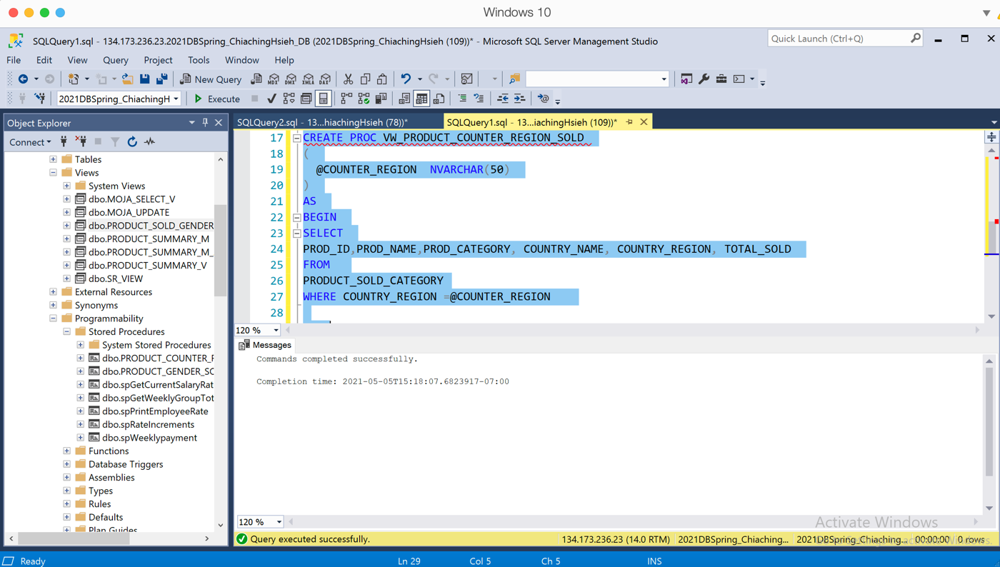 Windows 10
SQLQuery1.sql - 134.173.236.23.2021DBSpring_ChiachingHsieh_DB (2021DBSpring_ChiachingHsieh (109))* - Microsoft SQL Server Management Studio
Quick Launch (Ctrl+Q)
File Edit View Query Project Tools Window Help
New Query MDX DMX XMLA DAX
2021DBSpring_ChiachingH Execute
Object Explorer
Connect
Tables
Views
System Views
dbo.MOJA_SELECT_V
dbo.MOJA_UPDATE
dbo.PRODUCT_SOLD_GENDER
dbo.PRODUCT_SUMMARY_M
dbo.PRODUCT_SUMMARY_M_
dbo.PRODUCT_SUMMARY_V
dbo.SR_VIEW
External Resources
Synonyms
Programmability
Stored Procedures
System Stored Procedures
dbo.PRODUCT_COUNTER_F
dbo.PRODUCT_GENDER_SC
dbo.spGetCurrentSalaryRat
dbo.spGetWeeklyGroupTot
dbo.spPrintEmployeeRate
dbo.spRateIncrements
dbo.spWeeklypayment
Functions
Database Triggers
Assemblies
Types
Rules
Defaults
Plan Guides
SQLQuery2.sql - 13...hiachingHsieh (78))*
SQLQuery1.sql - 13...iachingHsieh (109))*
17 CREATE PROC VW_PRODUCT_COUNTER_REGION_SOLD
18 (
19 @COUNTER_REGION NVARCHAR(50)
20 )
21 AS
22 BEGIN
23 SELECT
24 PROD_ID,PROD_NAME,PROD_CATEGORY, COUNTRY_NAME, COUNTRY_REGION, TOTAL_SOLD
25 FROM
26 PRODUCT_SOLD_CATEGORY
27 WHERE COUNTRY_REGION =@COUNTER_REGION
28
120 %
Messages
Commands completed successfully.
Completion time: 2021-05-05T15:18:07.6823917-07:00
120 %
Activate Windows
Query executed successfully.
134.173.236.23 (14.0 RTM) 2021DBSpring_Chiaching... 2021DBSpring_Chiaching... 00:00:00 0 rows
Ready Ln 29 Col 5 Ch 5 INS